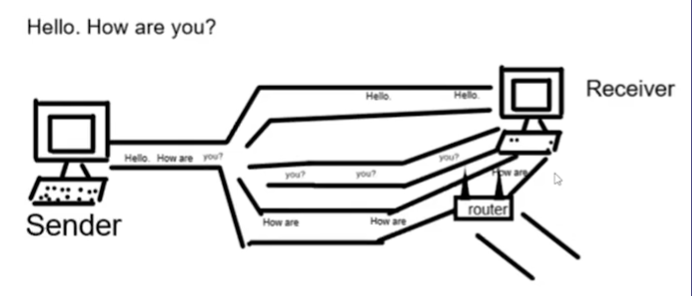 Hello. How are you?
Receiver
Hello. Hello.
Hello. How are you?
you? you? you?
How are
router
How are How are
Sender